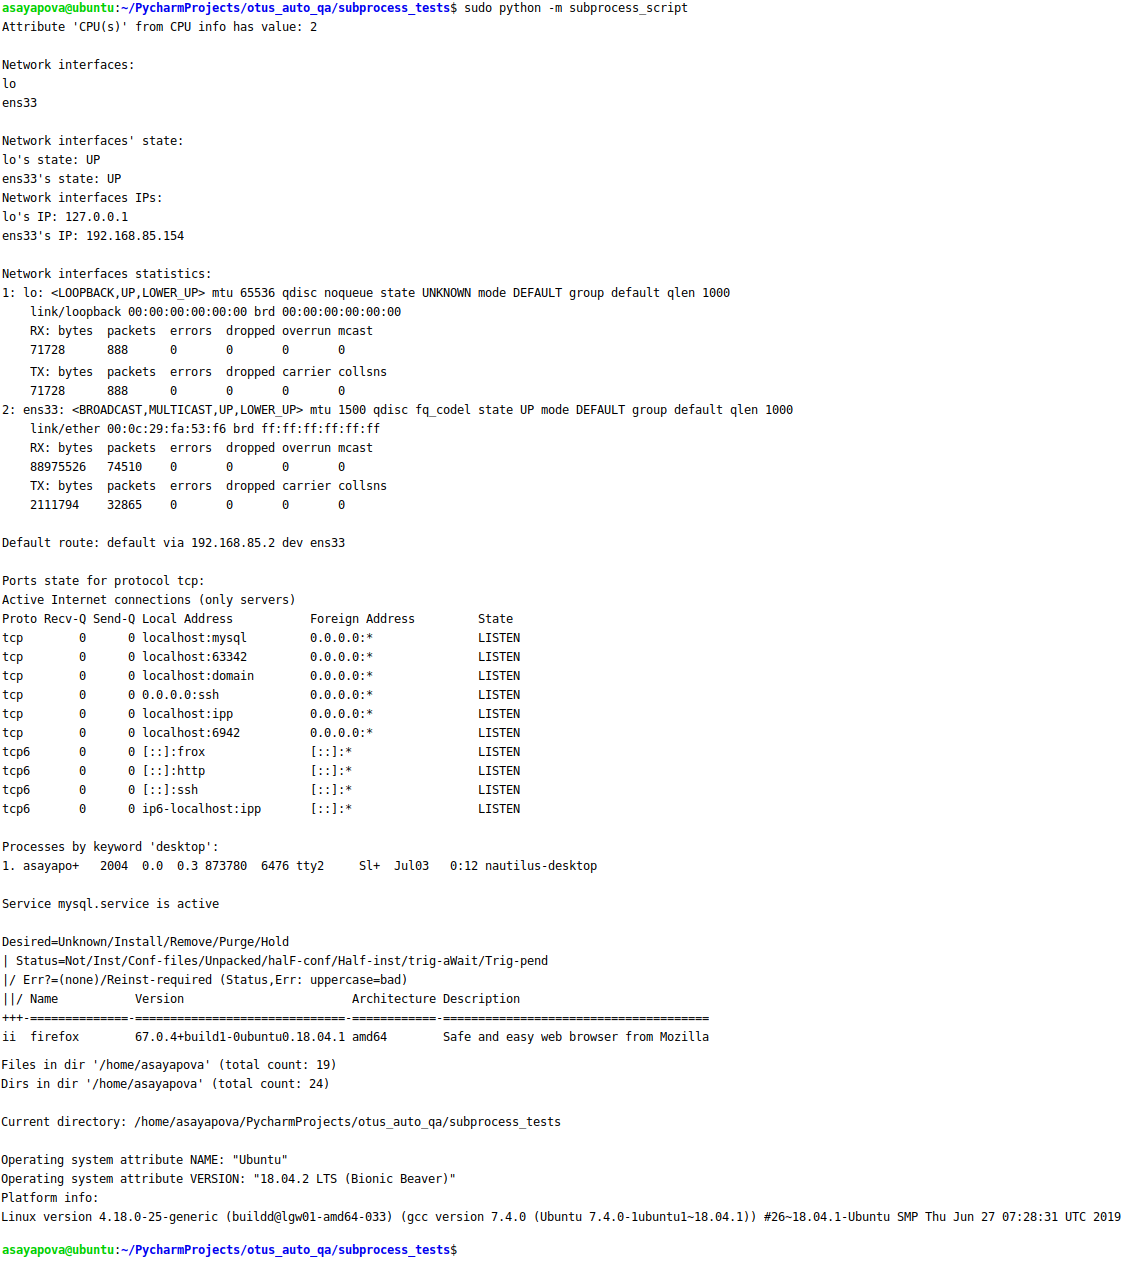 asayapova@ubuntu:~/PycharmProjects/otus_auto_qa/subprocess_tests$ sudo python -m subprocess_script
Attribute 'CPU(s)' from CPU info has value: 2

Network interfaces:
lo
ens33

Network interfaces' state:
lo's state: UP
ens33's state: UP
Network interfaces IPs:
lo's IP: 127.0.0.1
ens33's IP: 192.168.85.154

Network interfaces statistics:
1: lo: <LOOPBACK,UP,LOWER_UP> mtu 65536 qdisc noqueue state UNKNOWN mode DEFAULT group default qlen 1000
    link/loopback 00:00:00:00:00:00 brd 00:00:00:00:00:00
    RX: bytes  packets  errors  dropped overrun mcast
    71728      888      0       0       0       0
    TX: bytes  packets  errors  dropped carrier collsns
    71728      888      0       0       0       0
2: ens33: <BROADCAST,MULTICAST,UP,LOWER_UP> mtu 1500 qdisc fq_codel state UP mode DEFAULT group default qlen 1000
    link/ether 00:0c:29:fa:53:f6 brd ff:ff:ff:ff:ff:ff
    RX: bytes  packets  errors  dropped overrun mcast
    88975526   74510    0       0       0       0
    TX: bytes  packets  errors  dropped carrier collsns
    2111794    32865    0       0       0       0

Default route: default via 192.168.85.2 dev ens33

Ports state for protocol tcp:
Active Internet connections (only servers)
Proto Recv-Q Send-Q Local Address           Foreign Address         State
tcp        0      0 localhost:mysql         0.0.0.0:*               LISTEN
tcp        0      0 localhost:63342         0.0.0.0:*               LISTEN
tcp        0      0 localhost:domain        0.0.0.0:*               LISTEN
tcp        0      0 0.0.0.0:ssh             0.0.0.0:*               LISTEN
tcp        0      0 localhost:ipp           0.0.0.0:*               LISTEN
tcp        0      0 localhost:6942          0.0.0.0:*               LISTEN
tcp6       0      0 [::]:frox               [::]:*                  LISTEN
tcp6       0      0 [::]:http               [::]:*                  LISTEN
tcp6       0      0 [::]:ssh                [::]:*                  LISTEN
tcp6       0      0 ip6-localhost:ipp       [::]:*                  LISTEN

Processes by keyword 'desktop':
1. asayapo+   2004  0.0  0.3 873780  6476 tty2     Sl+  Jul03   0:12 nautilus-desktop

Service mysql.service is active

Desired=Unknown/Install/Remove/Purge/Hold
| Status=Not/Inst/Conf-files/Unpacked/halF-conf/Half-inst/trig-aWait/Trig-pend
|/ Err?=(none)/Reinst-required (Status,Err: uppercase=bad)
||/ Name           Version                        Architecture Description
+++-==============-==============================-============-======================================
ii  firefox        67.0.4+build1-0ubuntu0.18.04.1 amd64        Safe and easy web browser from Mozilla
Files in dir '/home/asayapova' (total count: 19)
Dirs in dir '/home/asayapova' (total count: 24)

Current directory: /home/asayapova/PycharmProjects/otus_auto_qa/subprocess_tests

Operating system attribute NAME: "Ubuntu"
Operating system attribute VERSION: "18.04.2 LTS (Bionic Beaver)"
Platform info:
Linux version 4.18.0-25-generic (buildd@lgw01-amd64-033) (gcc version 7.4.0 (Ubuntu 7.4.0-1ubuntu1~18.04.1)) #26~18.04.1-Ubuntu SMP Thu Jun 27 07:28:31 UTC 2019

asayapova@ubuntu:~/PycharmProjects/otus_auto_qa/subprocess_tests$